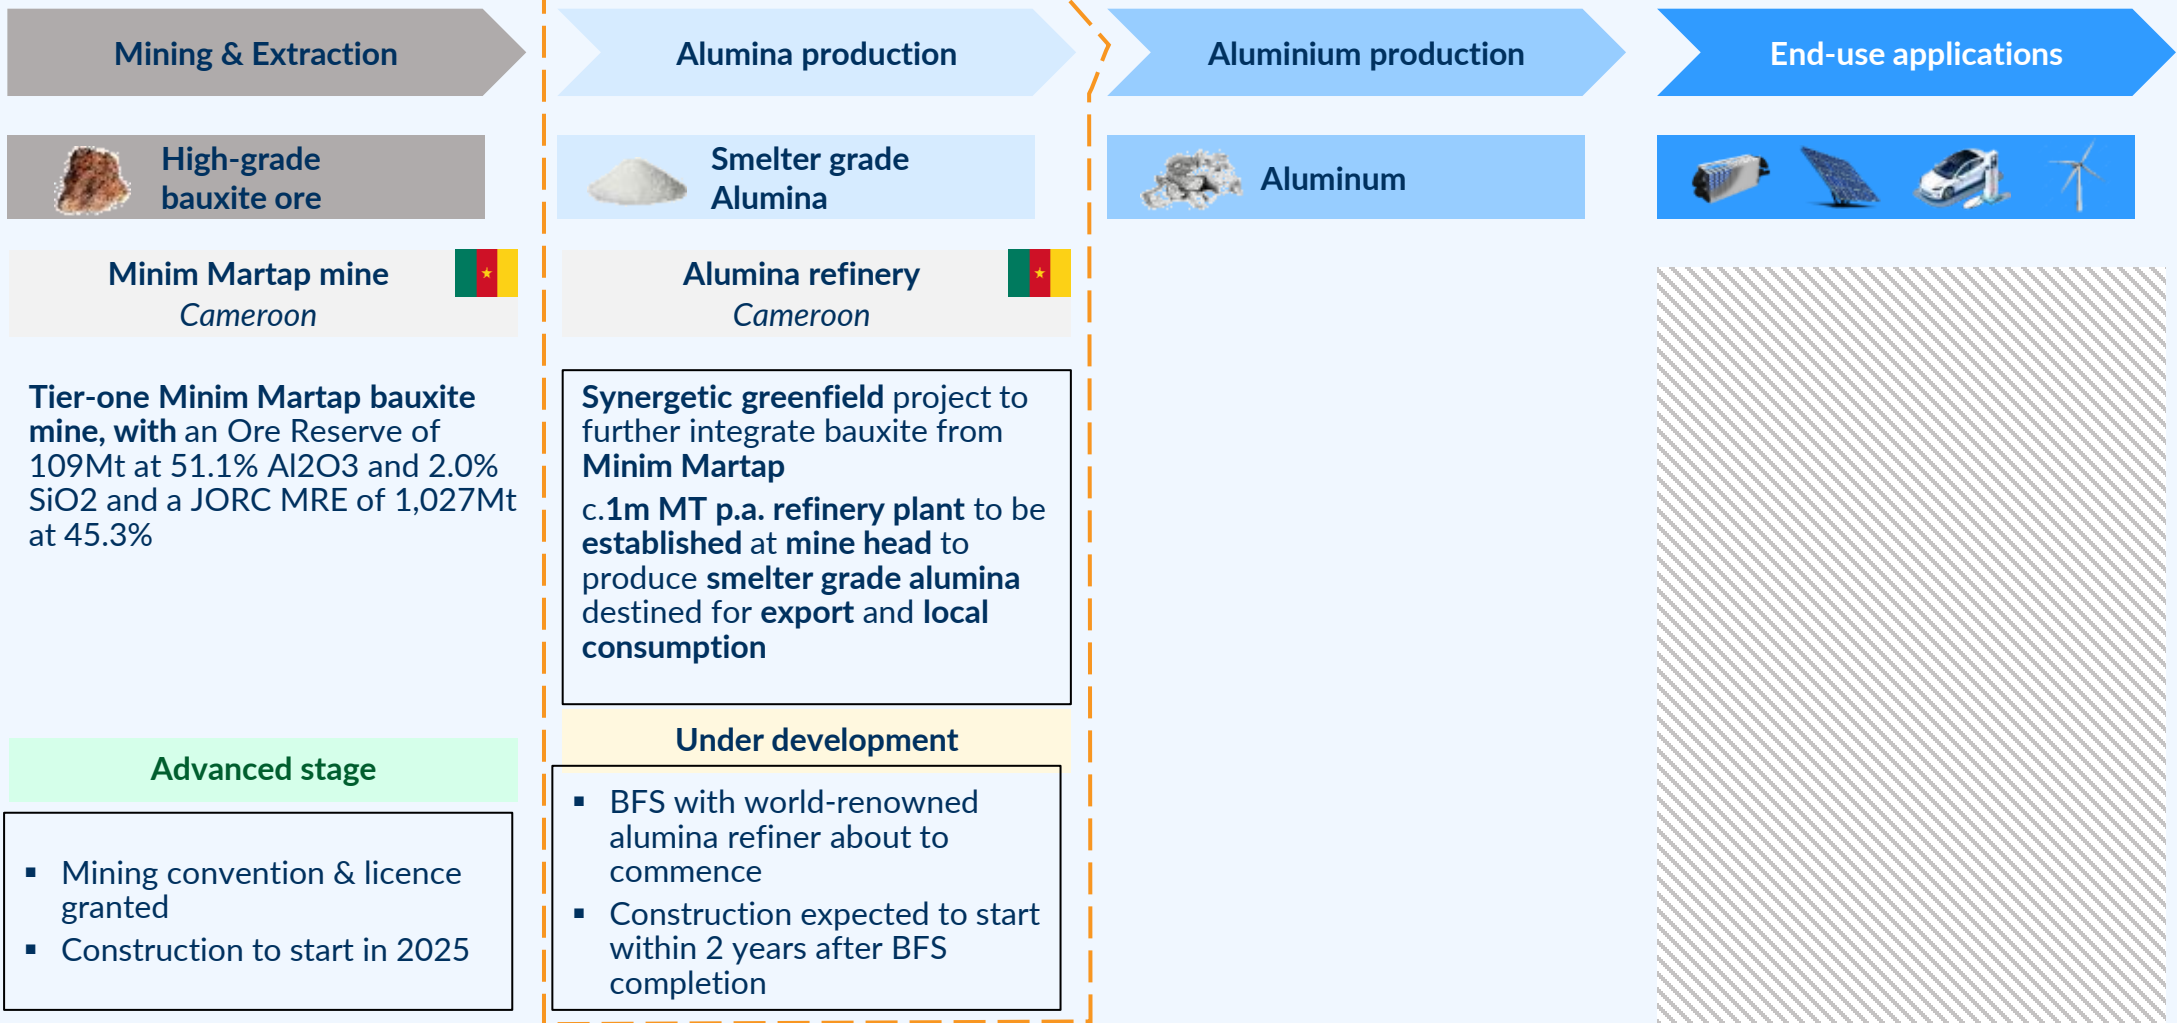 Mining & Extraction
Alumina production
Aluminium production
End-use applications
High-grade
bauxite ore
Smelter grade
Alumina
Aluminum
Minim Martap mine
Cameroon
Alumina refinery
Cameroon
Tier-one Minim Martap bauxite
mine, with an Ore Reserve of
109Mt at 51.1% Al2O3 and 2.0%
SiO2 and a JORC MRE of 1,027Mt
at 45.3%
Synergetic greenfield project to
further integrate bauxite from
Minim Martap
c.1m MT p.a. refinery plant to be
established at mine head to
produce smelter grade alumina
destined for export and local
consumption
Advanced stage
Under development
▪ Mining convention & licence
granted
▪ Construction to start in 2025
▪ BFS with world-renowned
alumina refiner about to
commence
▪ Construction expected to start
within 2 years after BFS
completion